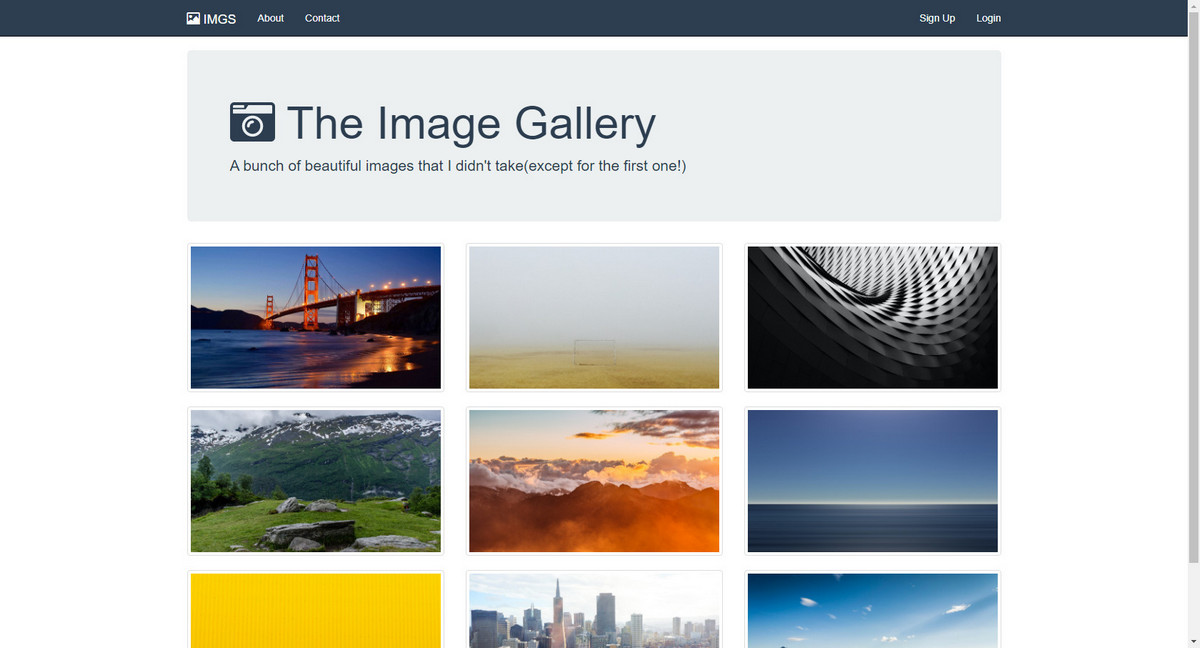 IMGS About Contact Sign Up Login
The Image Gallery
A bunch of beautiful images that I didn't take(except for the first one!)